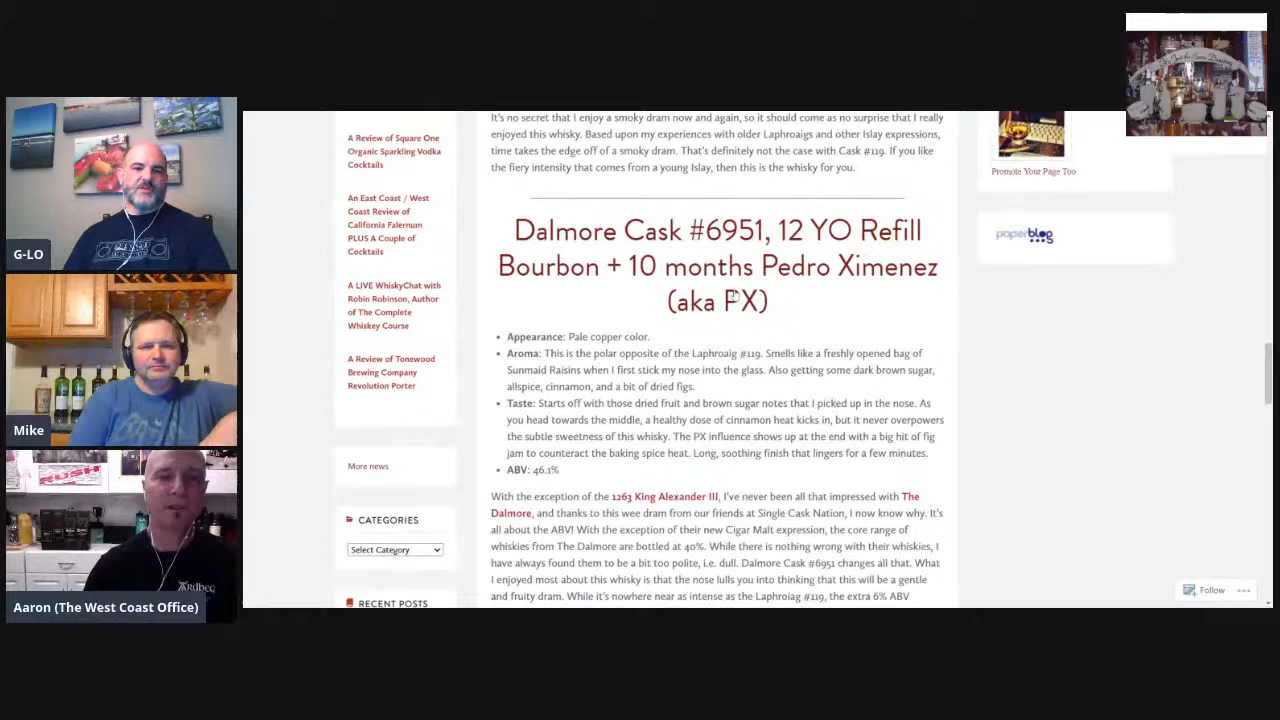 G-LO
Mike
RUSH
Ardbeg
Aaron (The West Coast Office)
A Review of Square One
Organic Sparkling Vodka
Cocktails
An East Coast / West
Coast Review of
California Falernum
PLUS A Couple of
Cocktails
A LIVE WhiskyChat with
Robin Robinson, Author
of The Complete
Whiskey Course
A Review of Tonewood
Brewing Company
Revolution Porter
More news
CATEGORIES
Select Category
RECENT POSTS
It's no secret that I enjoy a smoky dram now and again, so it should come as no surprise that I really
enjoyed this whisky. Based upon my experiences with older Laphroaigs and other Islay expressions,
time takes the edge off of a smoky dram. That's definitely not the case with Cask #119. If you like
the fiery intensity that comes from a young Islay, then this is the whisky for you.
Dalmore Cask #6951, 12 YO Refill
Bourbon + 10 months Pedro Ximenez
(aka PX)
Appearance: Pale copper color.
Aroma: This is the polar opposite of the Laphroaig #119. Smells like a freshly opened bag of
Sunmaid Raisins when I first stick my nose into the glass. Also getting some dark brown sugar,
allspice, cinnamon, and a bit of dried figs.
Taste: Starts off with those dried fruit and brown sugar notes that I picked up in the nose. As
you head towards the middle, a healthy dose of cinnamon heat kicks in, but it never overpowers
the subtle sweetness of this whisky. The PX influence shows up at the end with a big hit of fig
jam to counteract the baking spice heat. Long, soothing finish that lingers for a few minutes.
ABV: 46.1%
With the exception of the 1263 King Alexander III, I've never been all that impressed with The
Dalmore, and thanks to this wee dram from our friends at Single Cask Nation, I now know why. It's
all about the ABV! With the exception of their new Cigar Malt expression, the core range of
whiskies from The Dalmore are bottled at 40%. While there is nothing wrong with their whiskies, I
have always found them to be a bit too polite, i.e. dull. Dalmore Cask #6951 changes all that. What
I enjoyed most about this whisky is that the nose lulls you into thinking that this will be a gentle
and fruity dram. While it's nowhere near as intense as the Laphroiag #119, the extra 6% ABV
Promote Your Page Too
paperblog
Follow